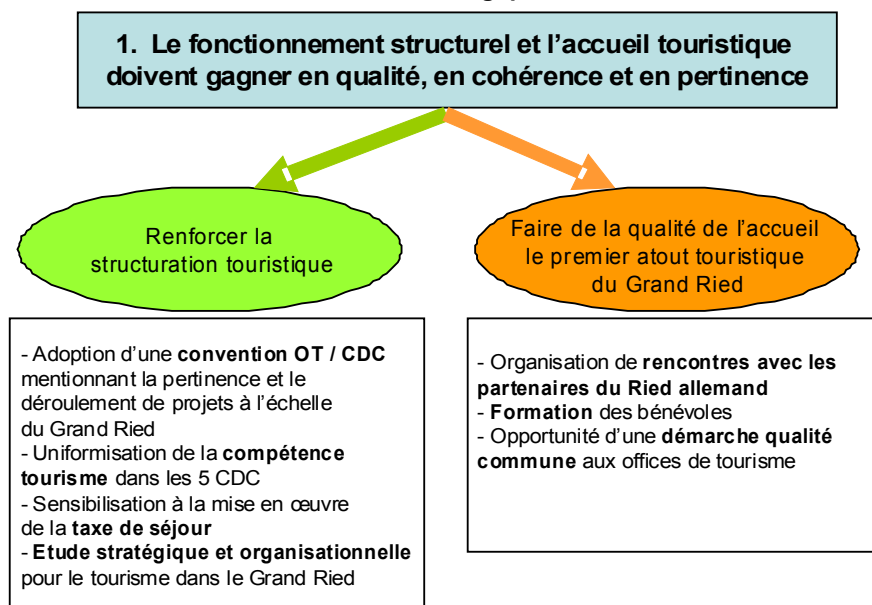 1. Le fonctionnement structurel et l'accueil touristique
doivent gagner en qualité, en cohérence et en pertinence
Renforcer la
structuration touristique
- Adoption d'une convention OT / CDC
mentionnant la pertinence et le
déroulement de projets à l'échelle
du Grand Ried
- Uniformisation de la compétence
tourisme dans les 5 CDC
- Sensibilisation à la mise en œuvre
de la taxe de séjour
- Etude stratégique et organisationnelle
pour le tourisme dans le Grand Ried
Faire de la qualité de l'accueil
le premier atout touristique
du Grand Ried
- Organisation de rencontres avec les
partenaires du Ried allemand
- Formation des bénévoles
- Opportunité d'une démarche qualité
commune aux offices de tourisme